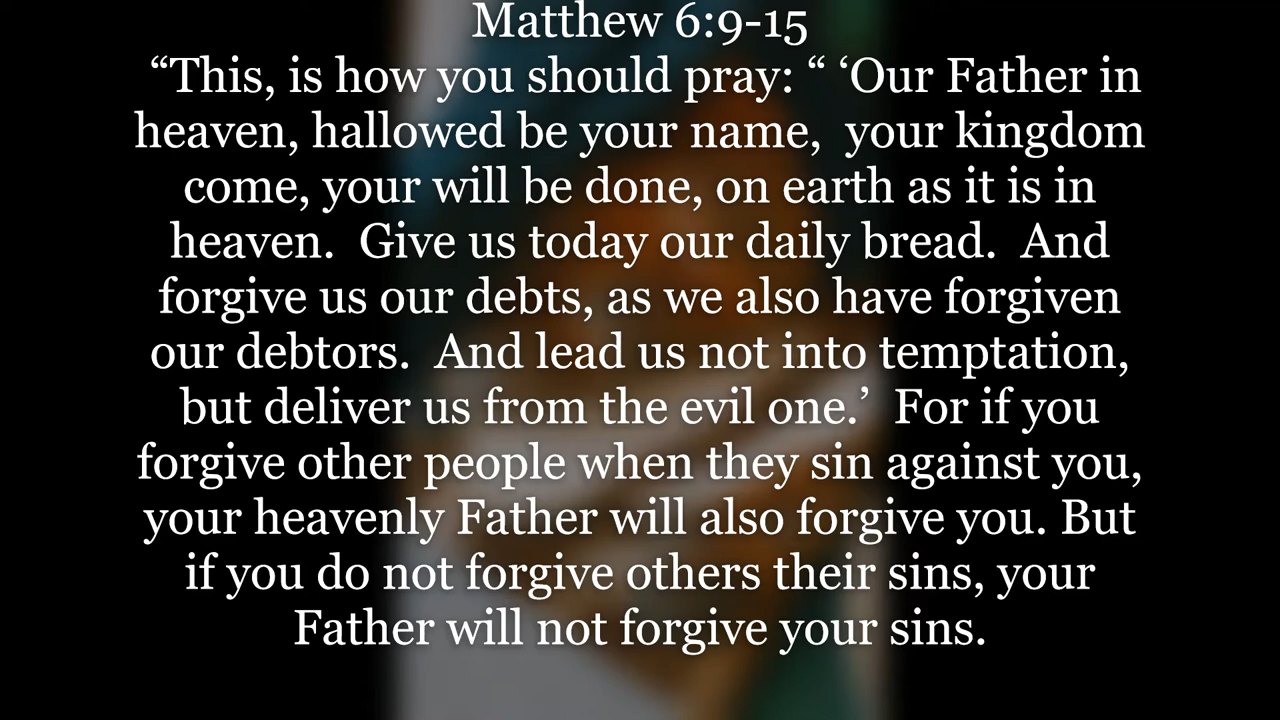 Matthew 6:9-15
“This, is how you should pray: “ ‘Our Father in
heaven, hallowed be your name,  your kingdom
come, your will be done, on earth as it is in
heaven.  Give us today our daily bread.  And
forgive us our debts, as we also have forgiven
our debtors.  And lead us not into temptation,
but deliver us from the evil one.’  For if you
forgive other people when they sin against you,
your heavenly Father will also forgive you. But
if you do not forgive others their sins, your
Father will not forgive your sins.